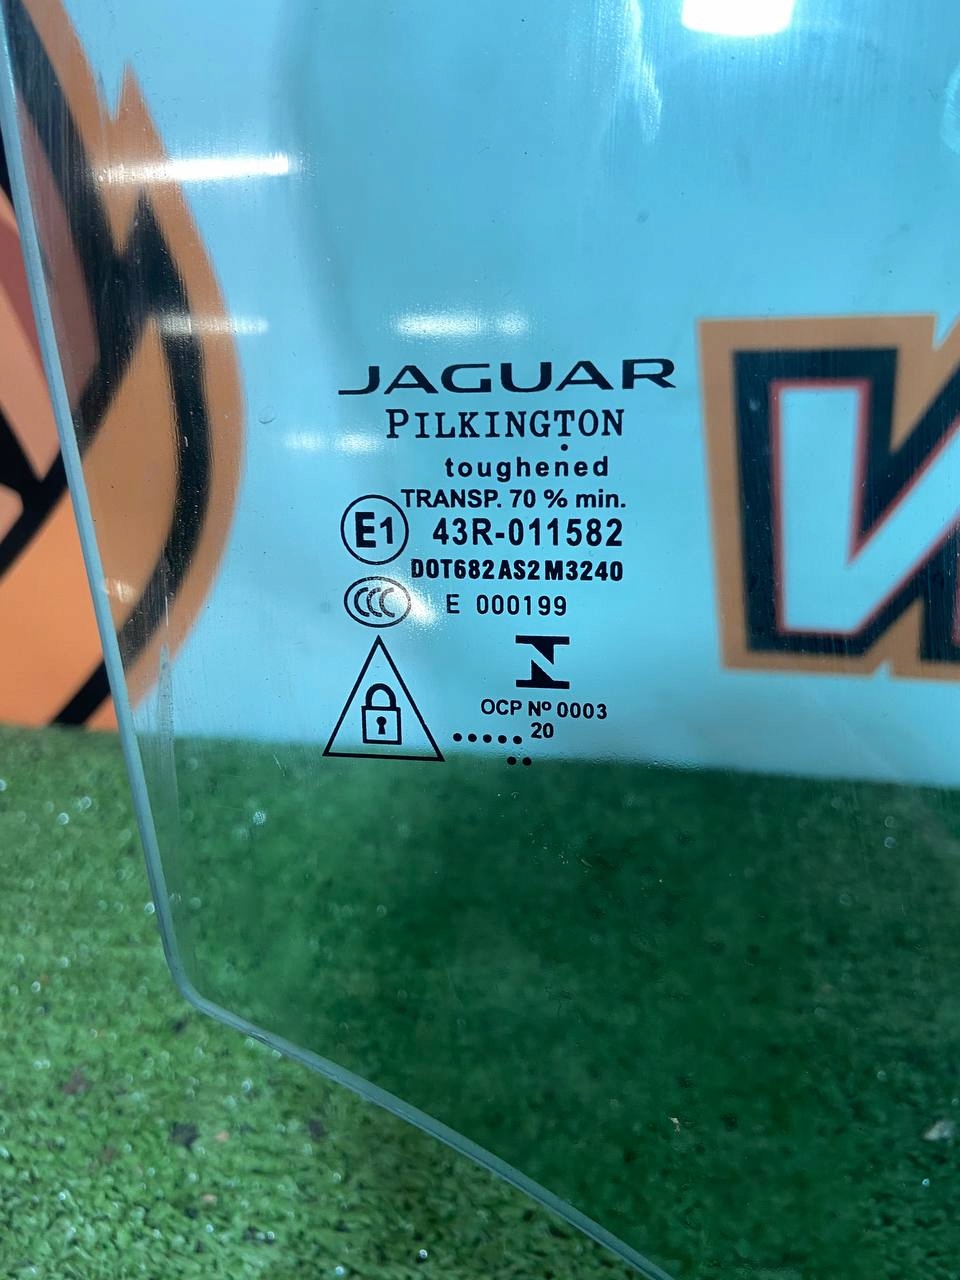 JAGUAR
PILKINGTON
toughened
TRANSP. 70 % min.
E1 43R-011582
DOT682 AS2 M3240
CCC E 000199
N
OCP Nº 0003
..... 20
..